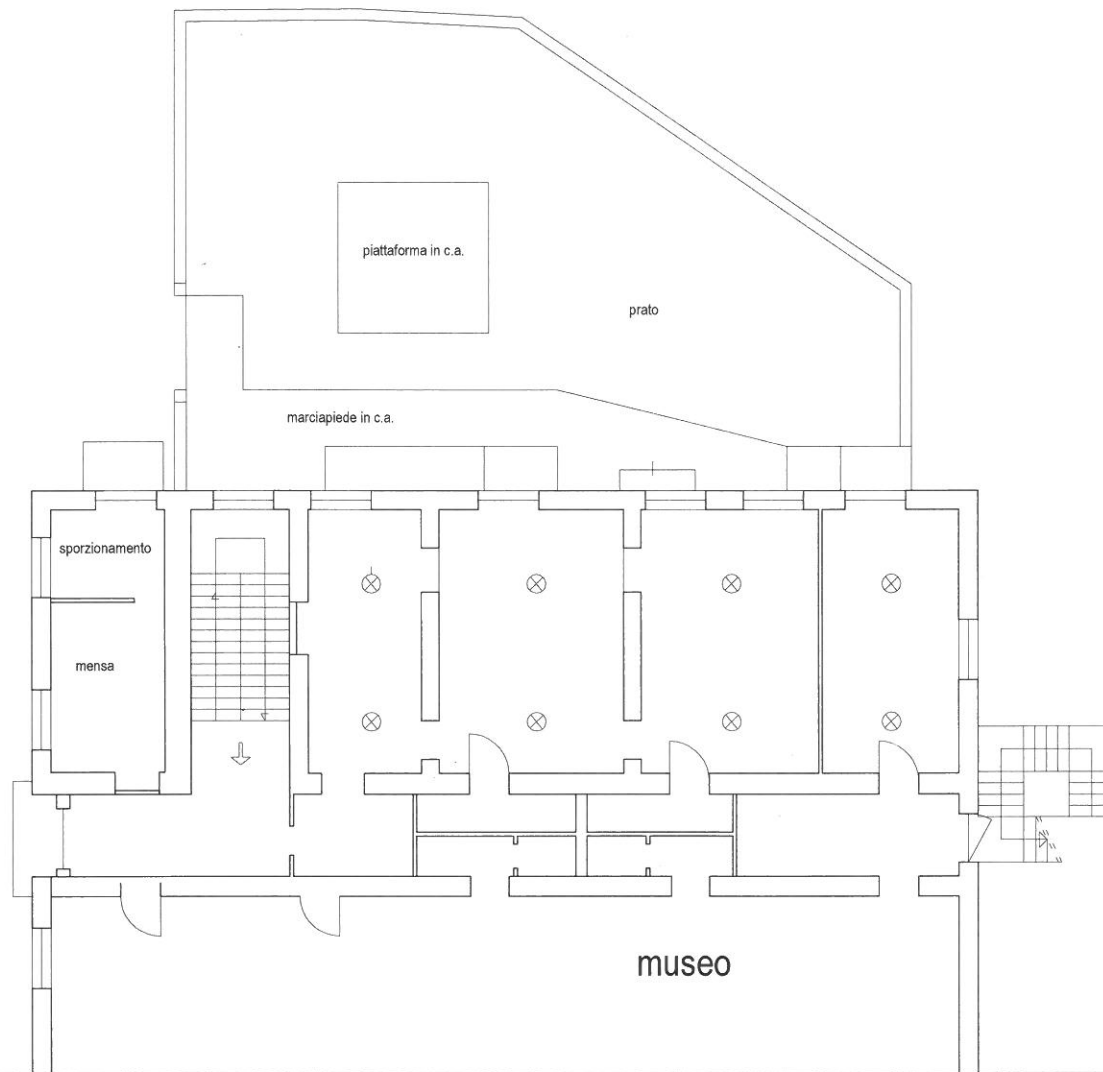 piattaforma in c.a.
prato
marciapiede in c.a.
sporzionamento
mensa
museo